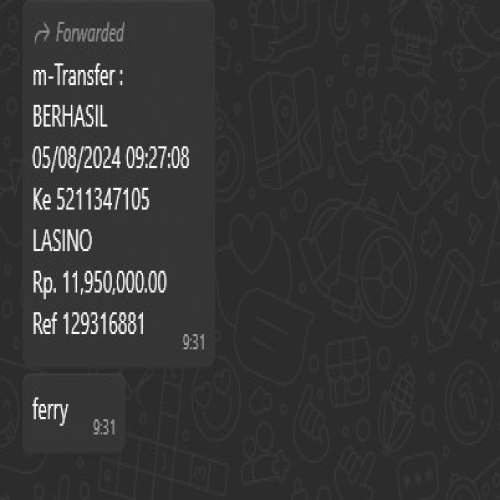 Forwarded
m-Transfer :
BERHASIL
05/08/2024 09:27:08
Ke 5211347105
LASINO
Rp. 11,950,000.00
Ref 129316881
9:31
ferry
9:31